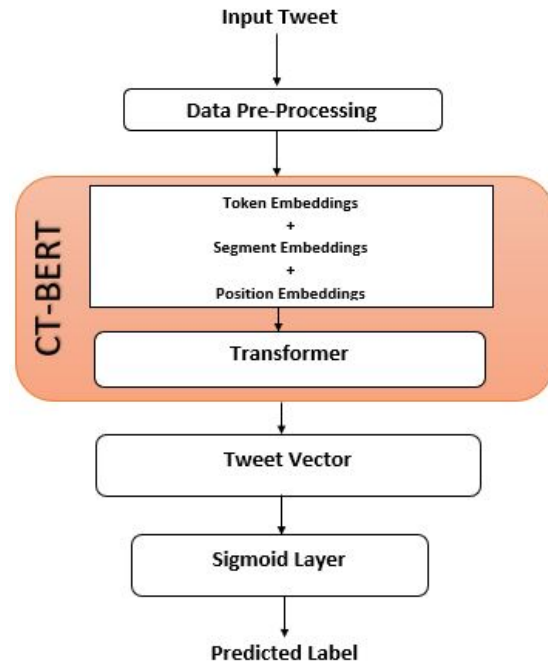 Input Tweet
Data Pre-Processing
CT-BERT
Token Embeddings
+
Segment Embeddings
+
Position Embeddings
Transformer
Tweet Vector
Sigmoid Layer
Predicted Label